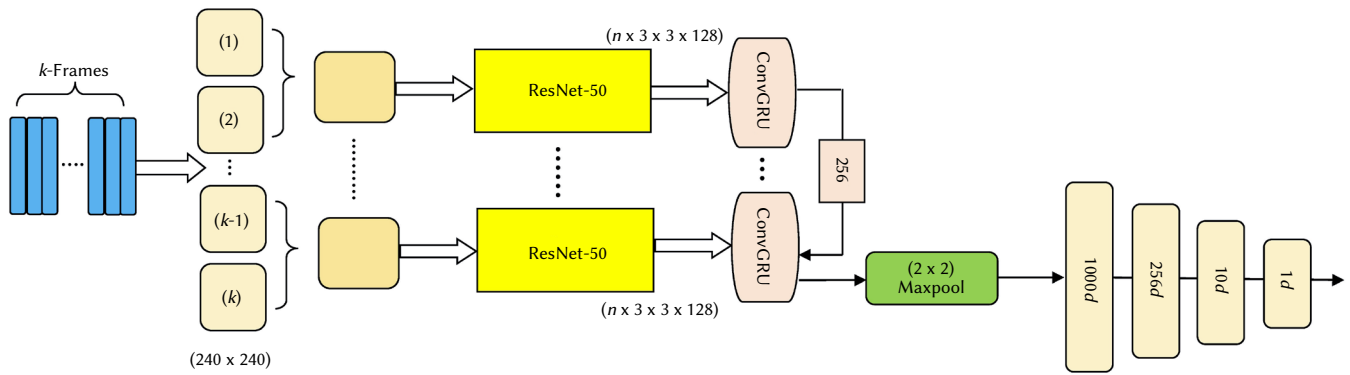 k-Frames
(1)
(2)
(k-1)
(k)
(240 x 240)
ResNet-50
(n x 3 x 3 x 128)
ConvGRU
256
ResNet-50
(n x 3 x 3 x 128)
ConvGRU
(2 x 2)
Maxpool
1000d
256d
10d
1d